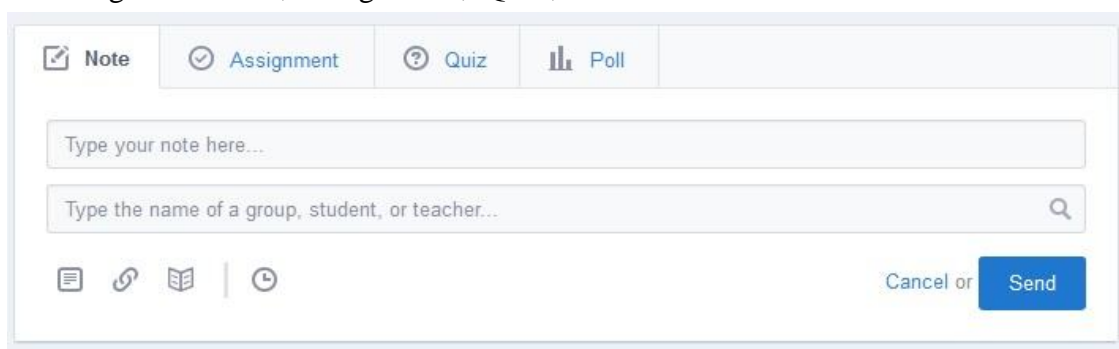 Note Assignment Quiz Poll
Type your note here...
Type the name of a group, student, or teacher...
Cancel or Send